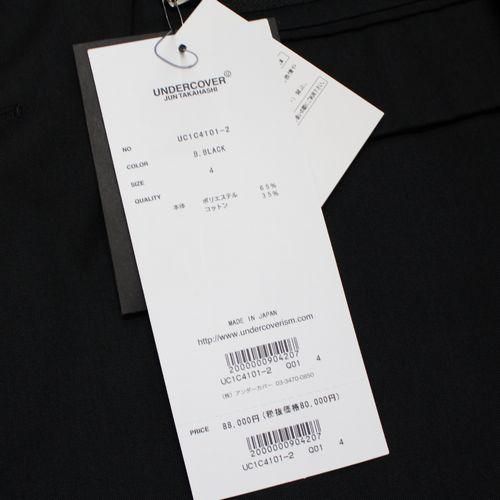 UNDERCOVER©
JUN TAKAHASHI
NO UC1C4101-2
COLOR B.BLACK
SIZE 4
QUALITY 本体 ポリエステル 65%
コットン 35%
MADE IN JAPAN
http://www.undercoverism.com
2000000904207
UC1C4101-2 Q01 4
(株) アンダーカバー 03-3470-0850
PRICE 88,000円(税抜価格80,000円)
2000000904207
UC1C4101-2 Q01 4